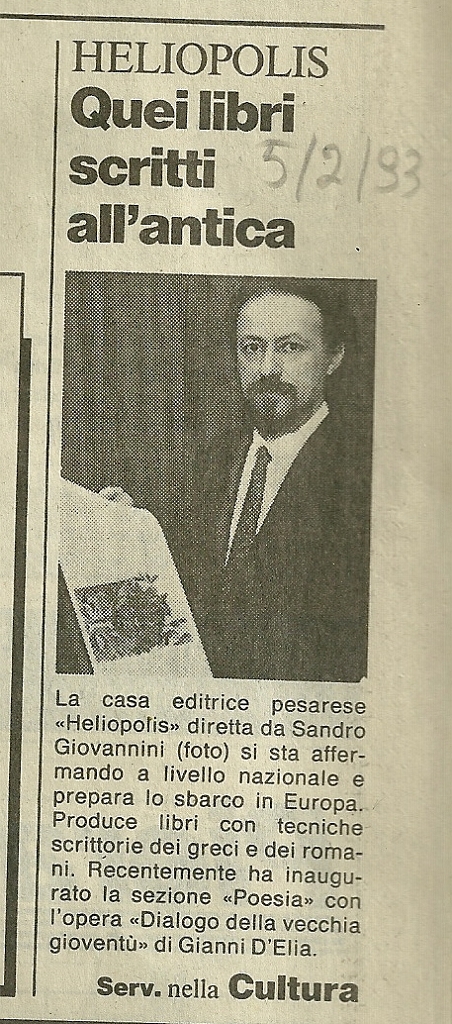 HELIOPOLIS
Quei libri
scritti
all'antica
5/2/93
La casa editrice pesarese
«Heliopolis» diretta da Sandro
Giovannini (foto) si sta affer-
mando a livello nazionale e
prepara lo sbarco in Europa.
Produce libri con tecniche
scrittorie dei greci e dei roma-
ni. Recentemente ha inaugu-
rato la sezione «Poesia» con
l'opera «Dialogo della vecchia
gioventù» di Gianni D'Elia.
Serv. nella Cultura